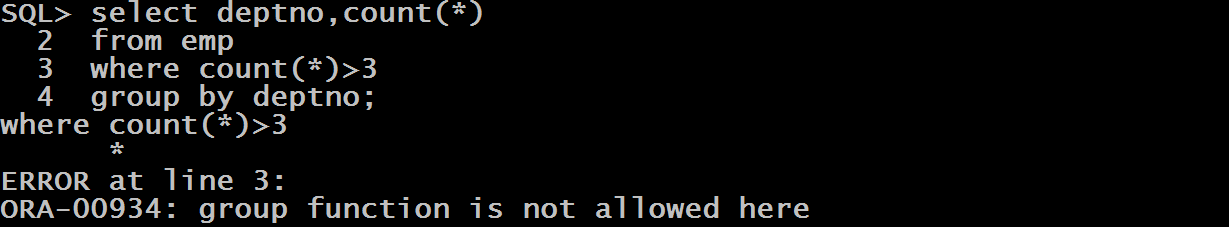 SQL> select deptno,count(*)
  2  from emp
  3  where count(*)>3
  4  group by deptno;
where count(*)>3
      *
ERROR at line 3:
ORA-00934: group function is not allowed here